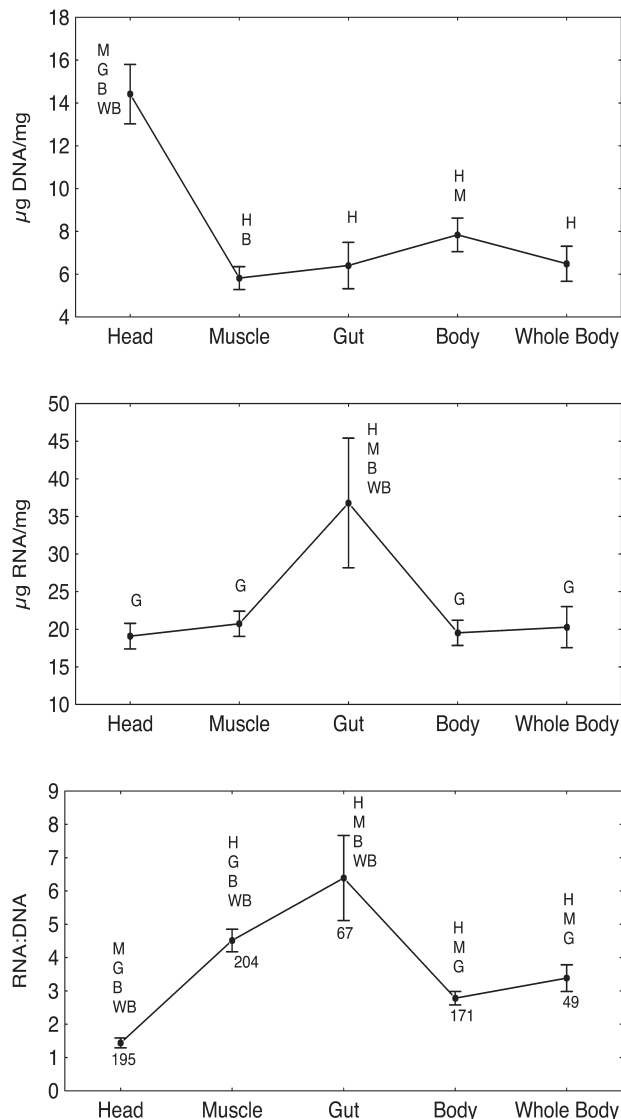 µg DNA/mg
18
16
14
12
10
8
6
4
M
G
B
WB
H
B
H
H
M
H
Head Muscle Gut Body Whole Body
µg RNA/mg
50
45
40
35
30
25
20
15
10
G
G
H
M
B
WB
G
G
Head Muscle Gut Body Whole Body
RNA:DNA
9
8
7
6
5
4
3
2
1
0
M
G
B
WB
195
H
G
B
WB
204
H
M
B
WB
67
H
M
G
171
H
M
G
49
Head Muscle Gut Body Whole Body